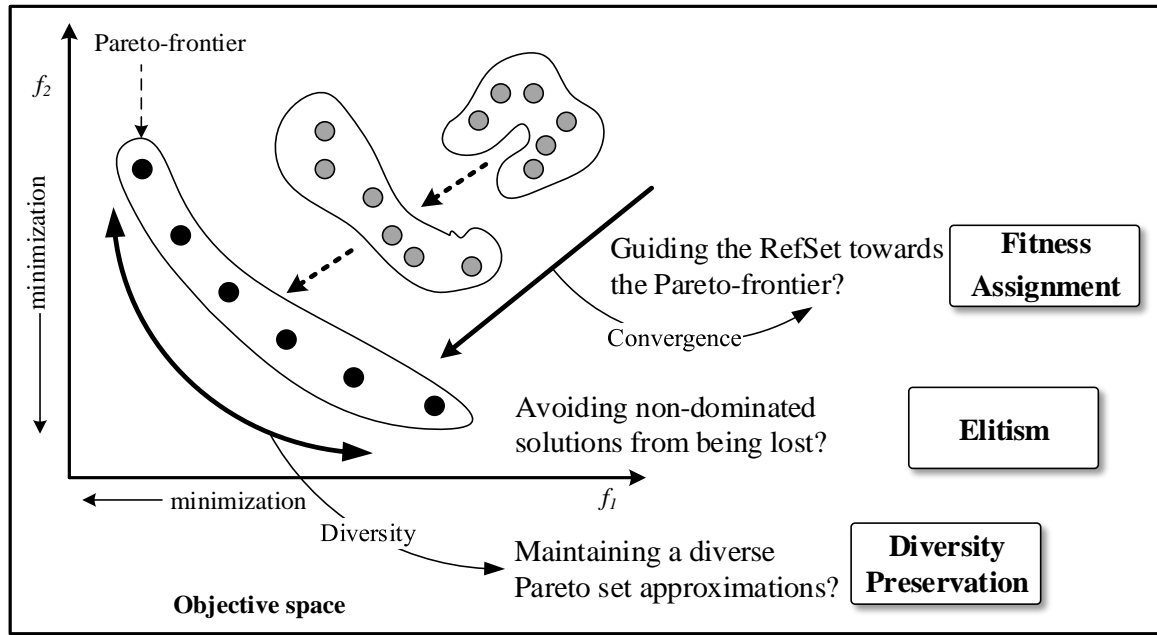 Pareto-frontier
f2
minimization
Guiding the RefSet towards
the Pareto-frontier?
Fitness
Assignment
Convergence
Avoiding non-dominated
solutions from being lost?
Elitism
minimization
f1
Diversity
Maintaining a diverse
Pareto set approximations?
Diversity
Preservation
Objective space